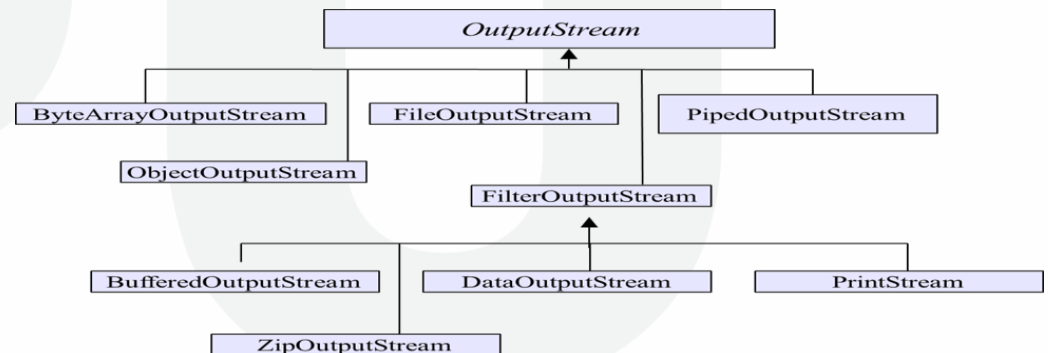 OutputStream
ByteArrayOutputStream
FileOutputStream
PipedOutputStream
ObjectOutputStream
FilterOutputStream
BufferedOutputStream
DataOutputStream
PrintStream
ZipOutputStream